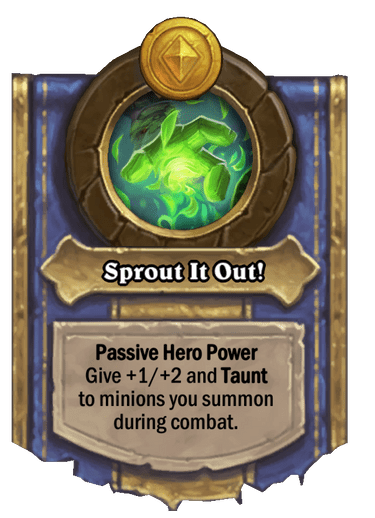 Sprout It Out!
Passive Hero Power
Give +1/+2 and Taunt
to minions you summon
during combat.